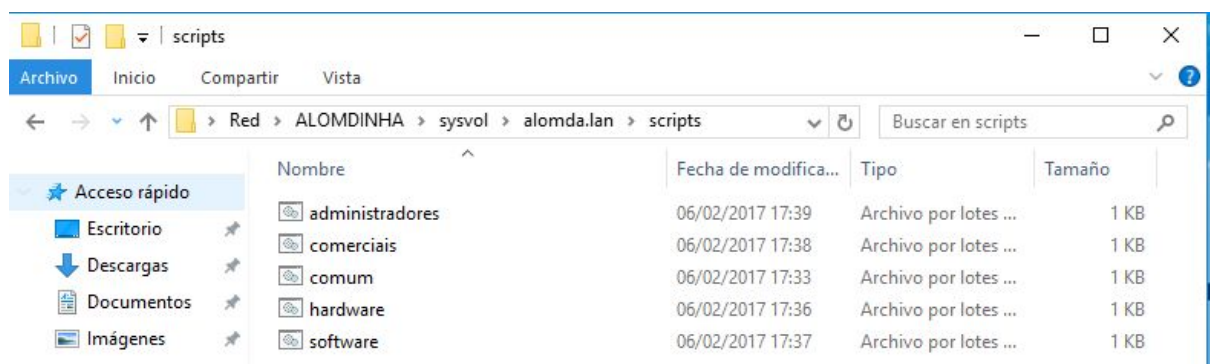 scripts
Archivo Inicio Compartir Vista
Red > ALOMDINHA > sysvol > alomda.lan > scripts Buscar en scripts
Nombre Fecha de modifica... Tipo Tamaño
Acceso rápido
Escritorio
Descargas
Documentos
Imágenes
administradores 06/02/2017 17:39 Archivo por lotes ... 1 KB
comerciais 06/02/2017 17:38 Archivo por lotes ... 1 KB
comum 06/02/2017 17:33 Archivo por lotes ... 1 KB
hardware 06/02/2017 17:36 Archivo por lotes ... 1 KB
software 06/02/2017 17:37 Archivo por lotes ... 1 KB